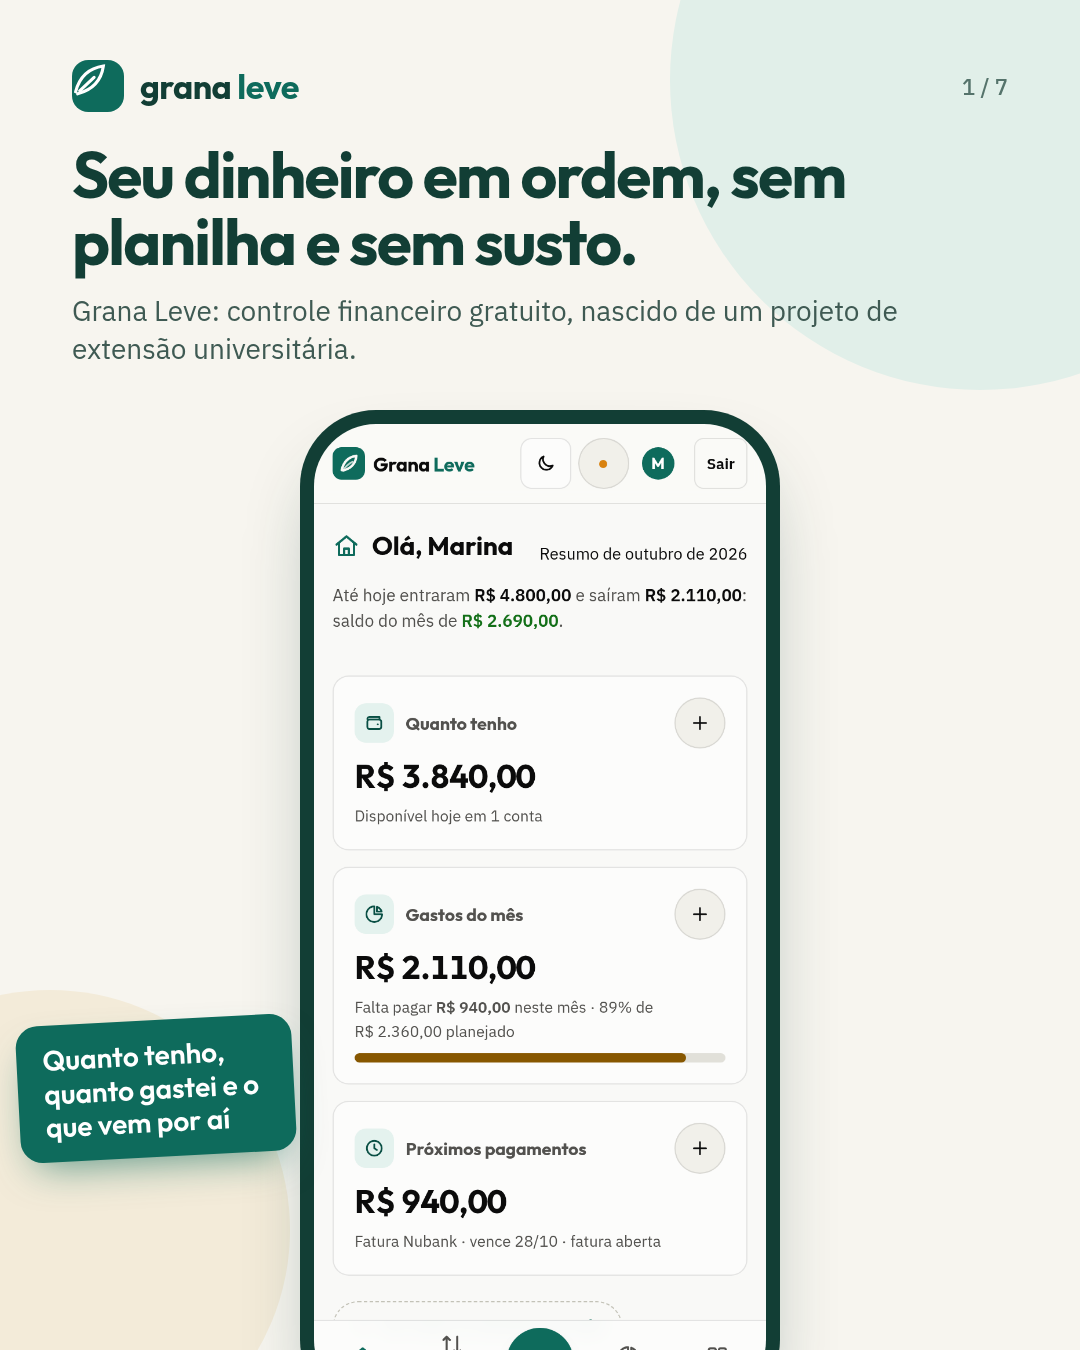 grana leve
1 / 7
Seu dinheiro em ordem, sem
planilha e sem susto.
Grana Leve: controle financeiro gratuito, nascido de um projeto de
extensão universitária.
Grana Leve
M
Sair
Olá, Marina
Resumo de outubro de 2026
Até hoje entraram R$ 4.800,00 e saíram R$ 2.110,00:
saldo do mês de R$ 2.690,00.
Quanto tenho
R$ 3.840,00
Disponível hoje em 1 conta
Gastos do mês
R$ 2.110,00
Falta pagar R$ 940,00 neste mês · 89% de
R$ 2.360,00 planejado
Quanto tenho,
quanto gastei e o
que vem por aí
Próximos pagamentos
R$ 940,00
Fatura Nubank · vence 28/10 · fatura aberta